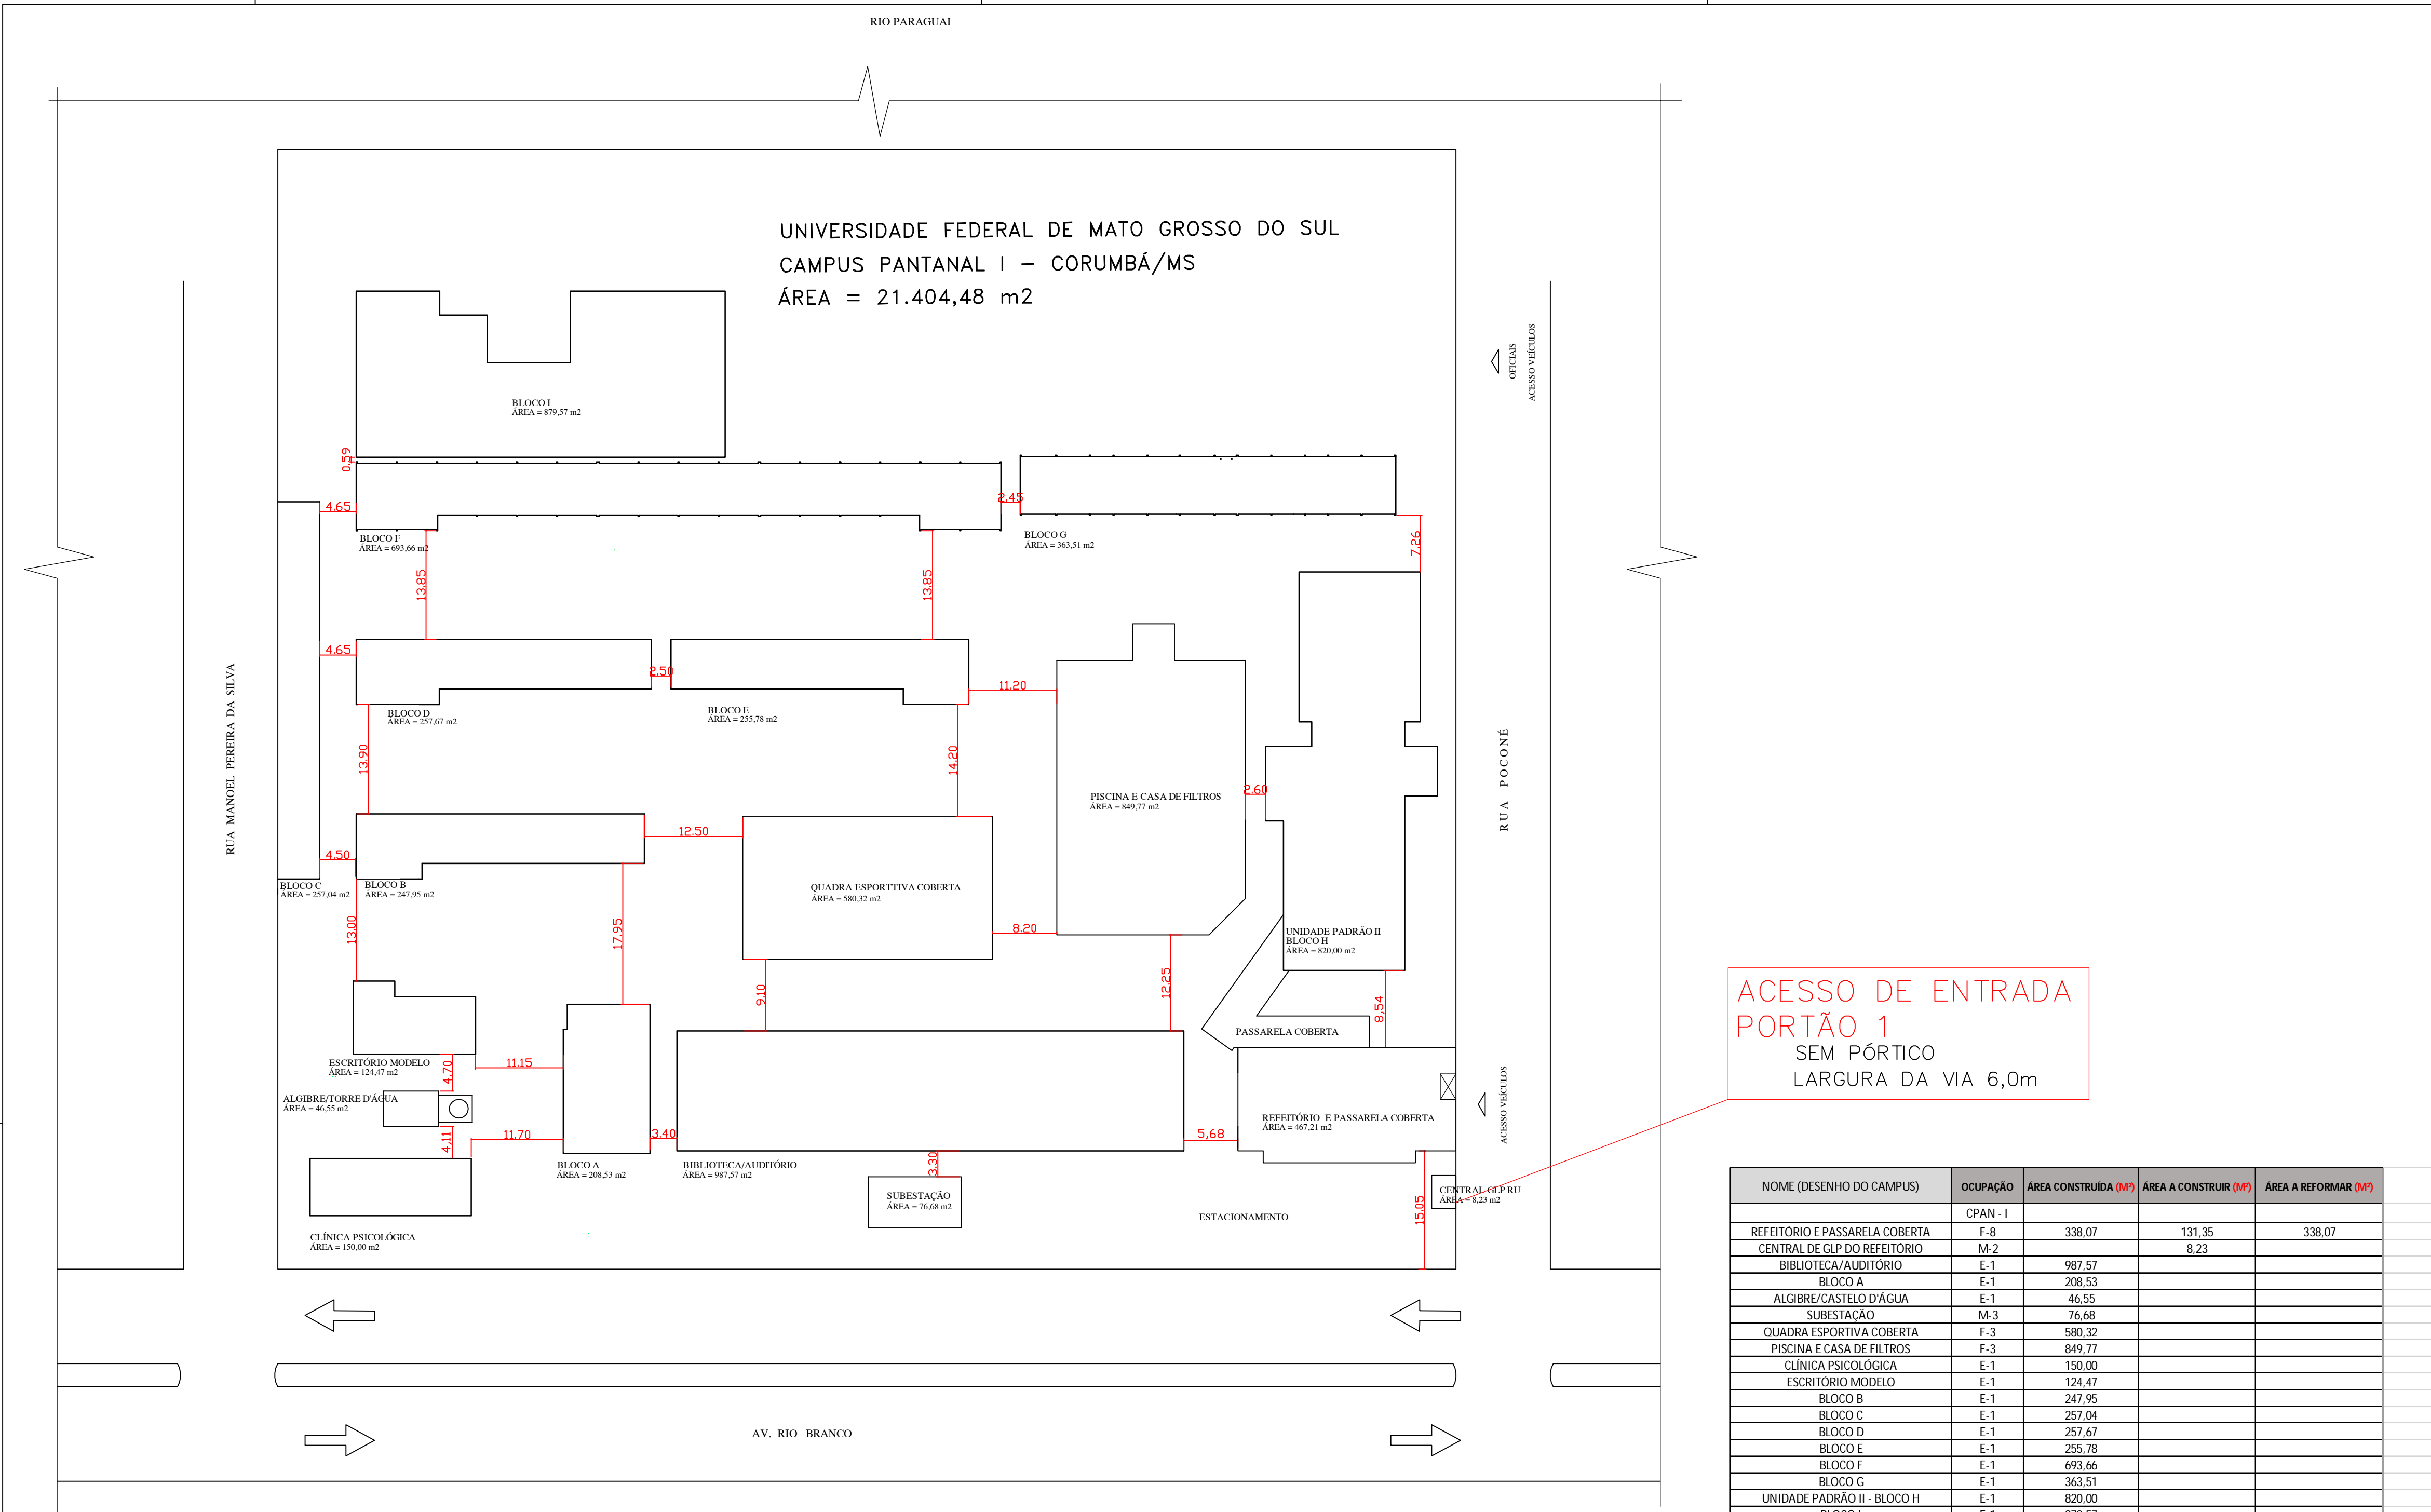 RIO PARAGUAI
UNIVERSIDADE FEDERAL DE MATO GROSSO DO SUL
CAMPUS PANTANAL I – CORUMBÁ/MS
ÁREA = 21.404,48 m2
OFICIAIS
ACESSO VEÍCULOS
BLOCO I
ÁREA = 879,57 m2
0.59
4.65
2.45
BLOCO F
ÁREA = 693,66 m2
BLOCO G
ÁREA = 363,51 m2
7.26
13.85
13.85
4.65
2.50
11.20
BLOCO D
ÁREA = 257,67 m2
BLOCO E
ÁREA = 255,78 m2
RUA MANOEL PEREIRA DA SILVA
RUA POCONÉ
13.90
14.20
PISCINA E CASA DE FILTROS
ÁREA = 849,77 m2
2.60
12.50
4.50
BLOCO C
ÁREA = 257,04 m2
BLOCO B
ÁREA = 247,95 m2
QUADRA ESPORTTIVA COBERTA
ÁREA = 580,32 m2
13.00
17.95
8.20
UNIDADE PADRÃO II
BLOCO H
ÁREA = 820,00 m2
9.10
12.25
8,54
PASSARELA COBERTA
ACESSO DE ENTRADA
PORTÃO 1
SEM PÓRTICO
LARGURA DA VIA 6,0m
ESCRITÓRIO MODELO
ÁREA = 124,47 m2
4.70
11.15
ALGIBRE/TORRE D'ÁGUA
ÁREA = 46,55 m2
4,11
11.70
3.40
5,68
REFEITÓRIO E PASSARELA COBERTA
ÁREA = 467,21 m2
ACESSO VEÍCULOS
BLOCO A
ÁREA = 208,53 m2
BIBLIOTECA/AUDITÓRIO
ÁREA = 987,57 m2
3.30
SUBESTAÇÃO
ÁREA = 76,68 m2
CENTRAL GLP RU
ÁREA = 8,23 m2
15.05
ESTACIONAMENTO
CLÍNICA PSICOLÓGICA
ÁREA = 150,00 m2
AV. RIO BRANCO
NOME (DESENHO DO CAMPUS) OCUPAÇÃO ÁREA CONSTRUÍDA (M²) ÁREA A CONSTRUIR (M²) ÁREA A REFORMAR (M²)
CPAN - I
REFEITÓRIO E PASSARELA COBERTA F-8 338,07 131,35 338,07
CENTRAL DE GLP DO REFEITÓRIO M-2 8,23
BIBLIOTECA/AUDITÓRIO E-1 987,57
BLOCO A E-1 208,53
ALGIBRE/CASTELO D'ÁGUA E-1 46,55
SUBESTAÇÃO M-3 76,68
QUADRA ESPORTIVA COBERTA F-3 580,32
PISCINA E CASA DE FILTROS F-3 849,77
CLÍNICA PSICOLÓGICA E-1 150,00
ESCRITÓRIO MODELO E-1 124,47
BLOCO B E-1 247,95
BLOCO C E-1 257,04
BLOCO D E-1 257,67
BLOCO E E-1 255,78
BLOCO F E-1 693,66
BLOCO G E-1 363,51
UNIDADE PADRÃO II - BLOCO H E-1 820,00